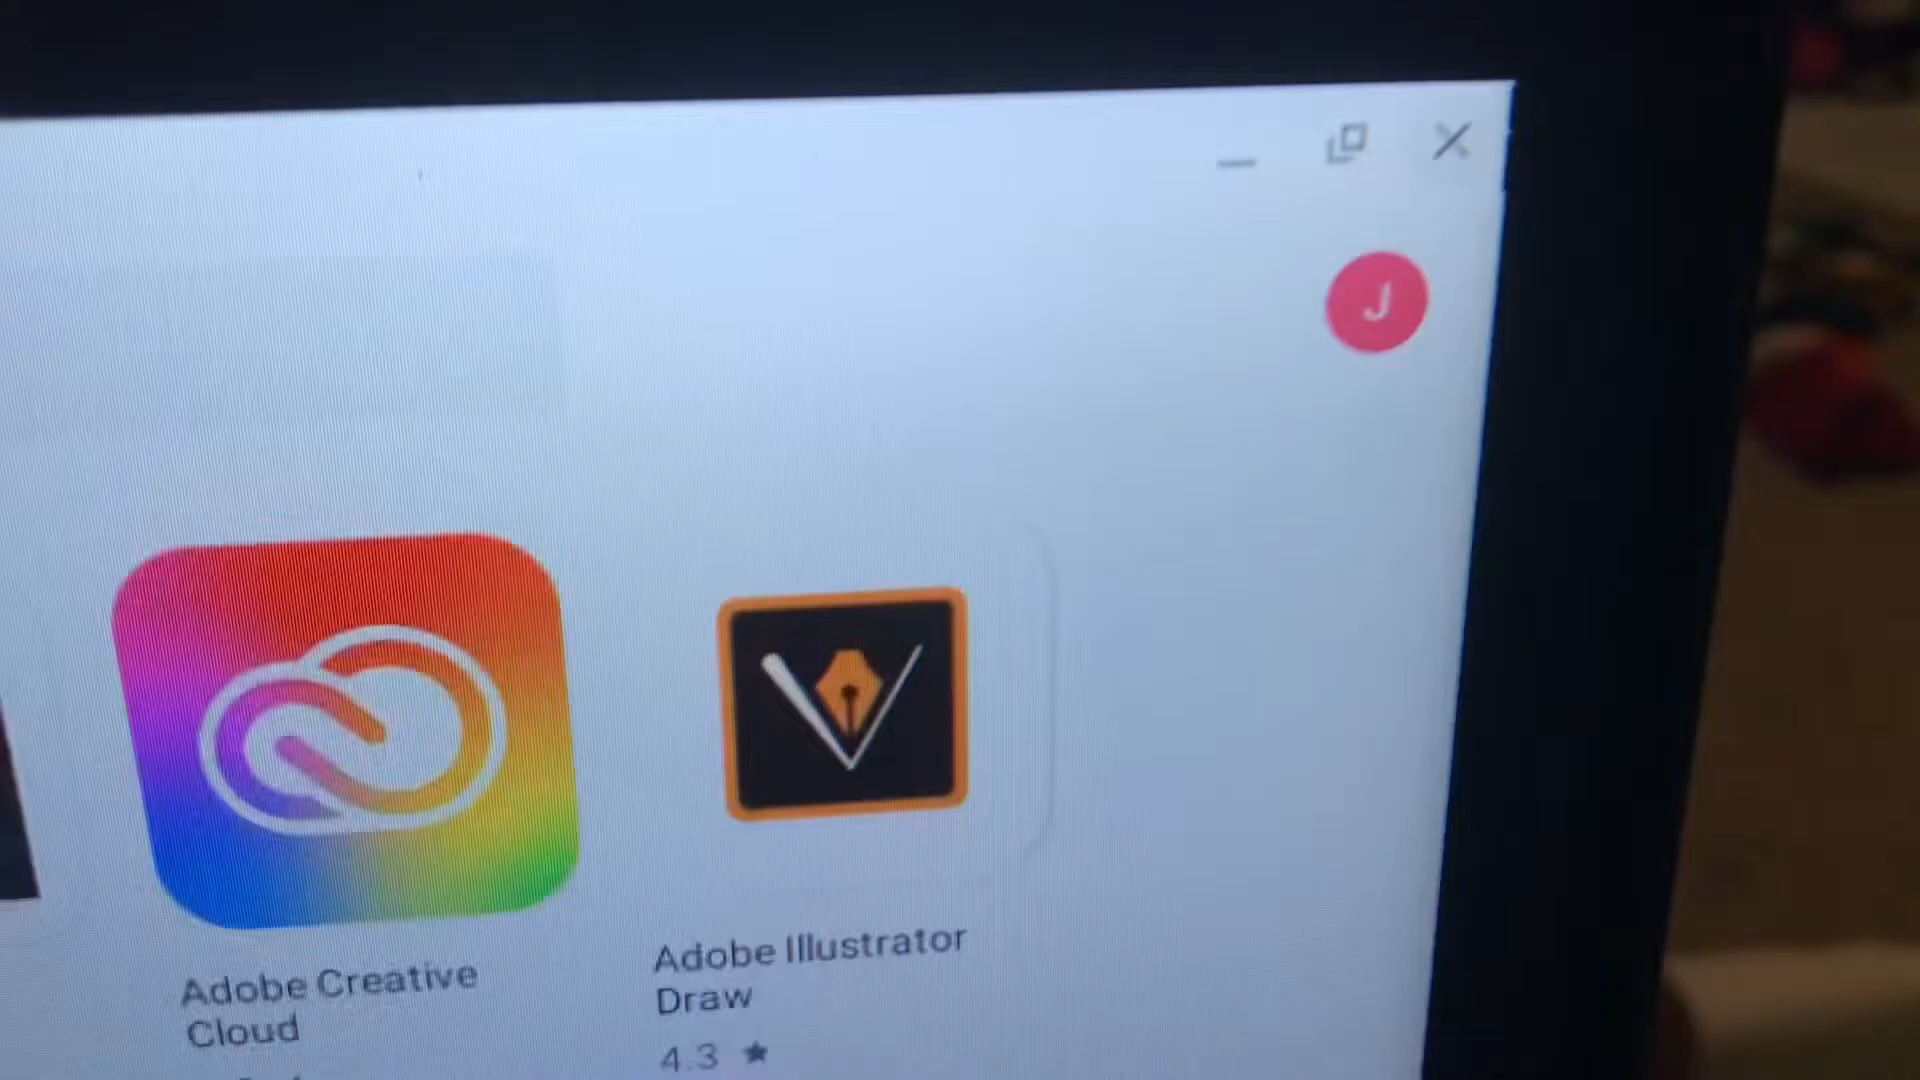 J
Adobe Creative
Cloud
Adobe Illustrator
Draw
4.3 ★